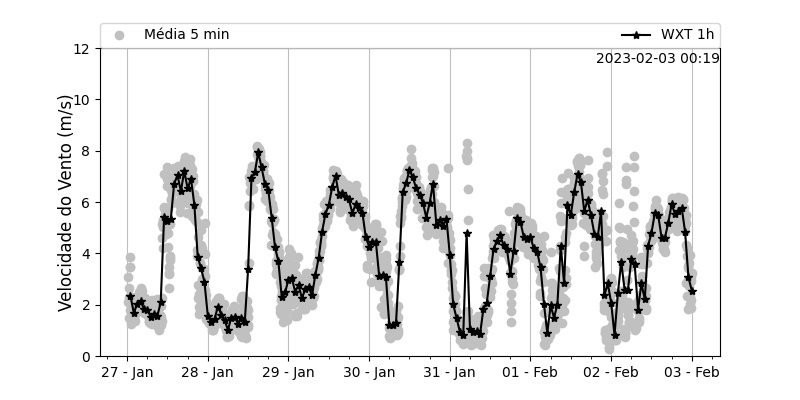 Média 5 min
WXT 1h
2023-02-03 00:19
Velocidade do Vento (m/s)
12
10
8
6
4
2
0
27 - Jan 28 - Jan 29 - Jan 30 - Jan 31 - Jan 01 - Feb 02 - Feb 03 - Feb